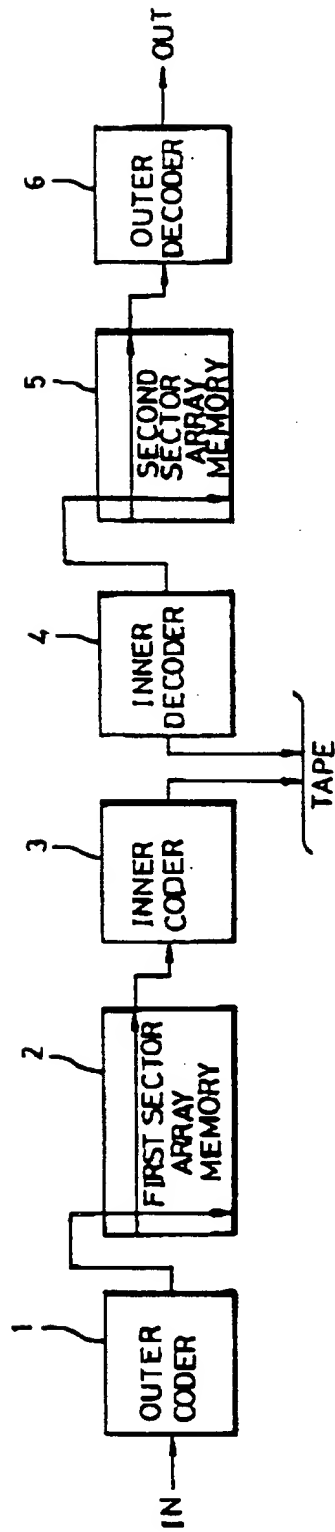 IN
1
OUTER
CODER
2
FIRST SECTOR
ARRAY
MEMORY
3
INNER
CODER
TAPE
4
INNER
DECODER
5
SECOND
SECTOR
ARRAY
MEMORY
6
OUTER
DECODER
OUT